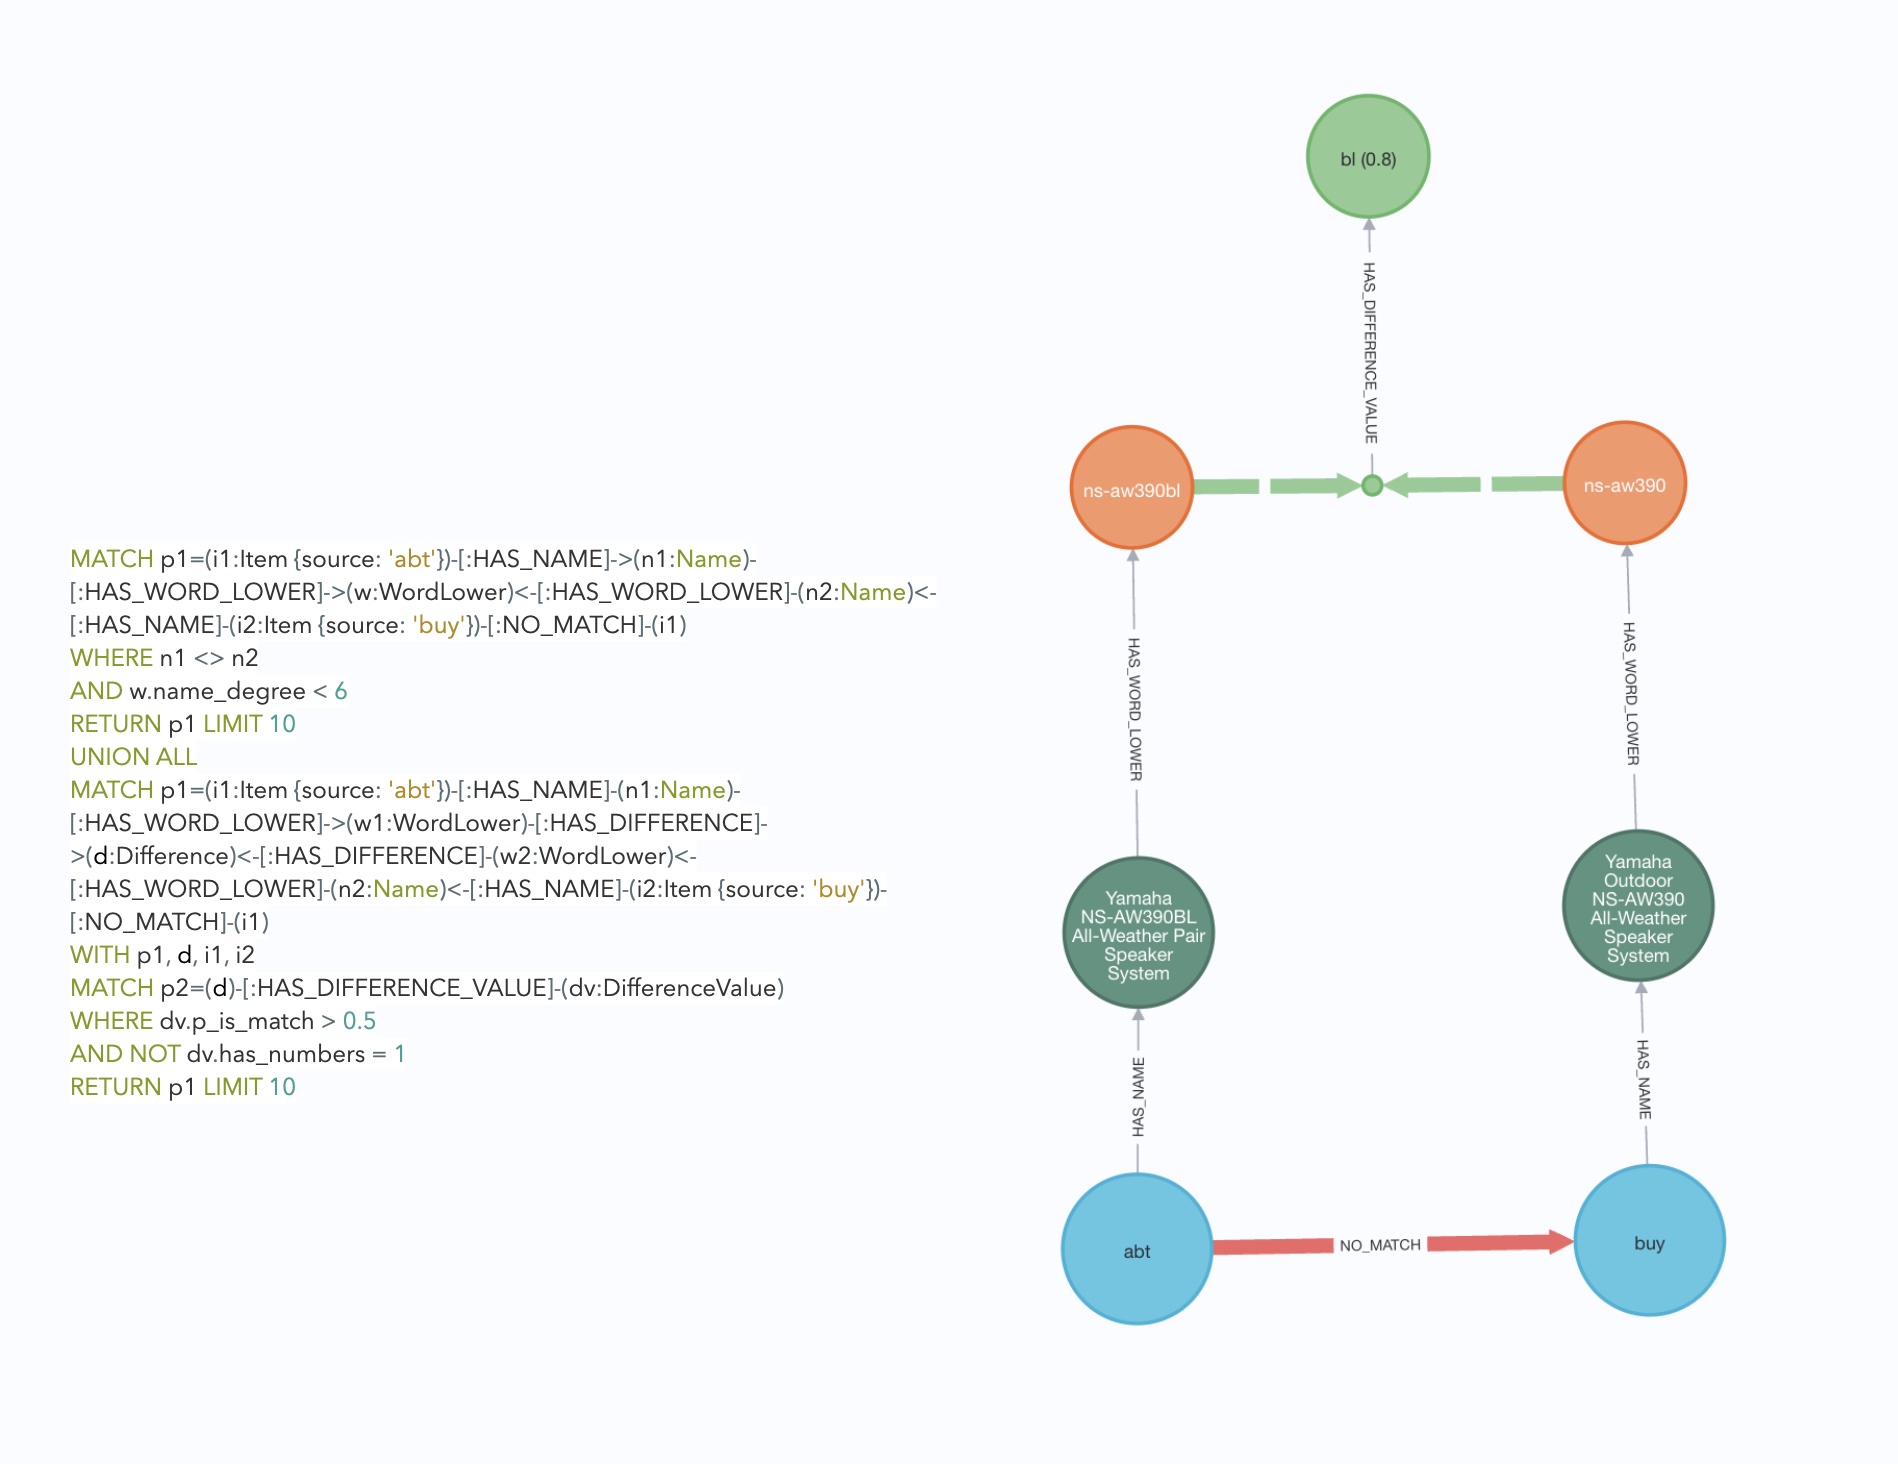 MATCH p1=(i1:Item {source: 'abt'})-[:HAS_NAME]->(n1:Name)-
[:HAS_WORD_LOWER]->(w:WordLower)<-[:HAS_WORD_LOWER]-(n2:Name)<-
[:HAS_NAME]-(i2:Item {source: 'buy'})-[:NO_MATCH]-(i1)
WHERE n1 <> n2
AND w.name_degree < 6
RETURN p1 LIMIT 10
UNION ALL
MATCH p1=(i1:Item {source: 'abt'})-[:HAS_NAME]-(n1:Name)-
[:HAS_WORD_LOWER]->(w1:WordLower)-[:HAS_DIFFERENCE]-
>(d:Difference)<-[:HAS_DIFFERENCE]-(w2:WordLower)<-
[:HAS_WORD_LOWER]-(n2:Name)<-[:HAS_NAME]-(i2:Item {source: 'buy'})-
[:NO_MATCH]-(i1)
WITH p1, d, i1, i2
MATCH p2=(d)-[:HAS_DIFFERENCE_VALUE]-(dv:DifferenceValue)
WHERE dv.p_is_match > 0.5
AND NOT dv.has_numbers = 1
RETURN p1 LIMIT 10
bl (0.8)
HAS_DIFFERENCE_VALUE
ns-aw390bl
ns-aw390
HAS_WORD_LOWER
HAS_WORD_LOWER
Yamaha
NS-AW390BL
All-Weather Pair
Speaker
System
Yamaha
Outdoor
NS-AW390
All-Weather
Speaker
System
HAS_NAME
HAS_NAME
abt
NO_MATCH
buy